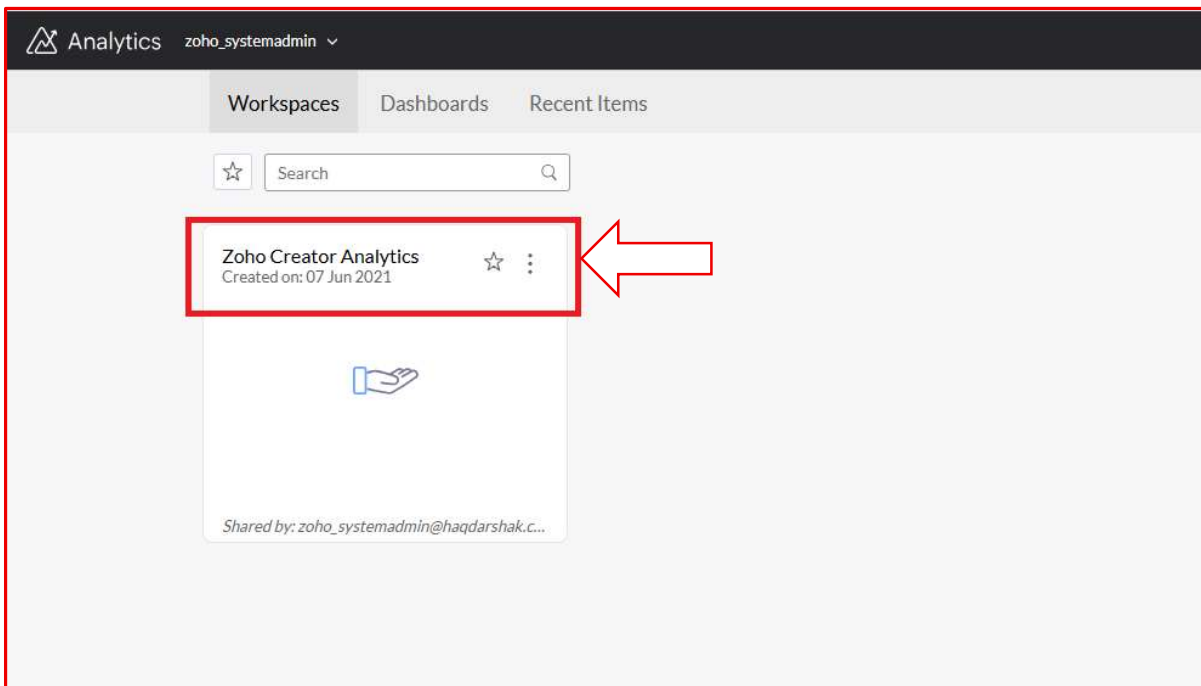 Analytics zoho_systemadmin
Workspaces Dashboards Recent Items
Search
Zoho Creator Analytics
Created on: 07 Jun 2021
Shared by: zoho_systemadmin@haqdarshak.c...